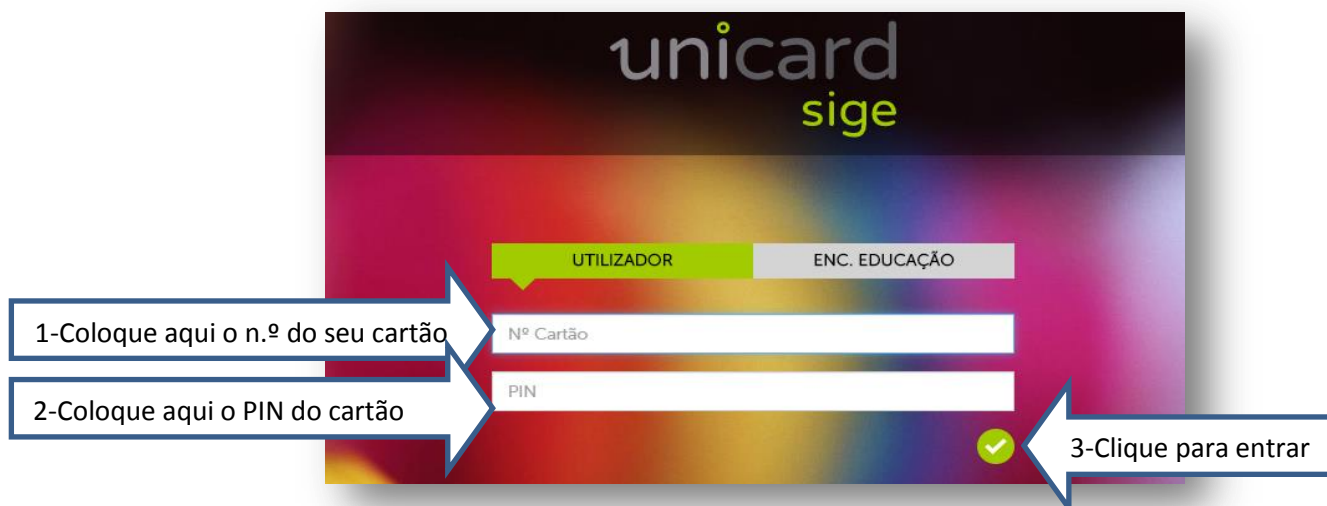 unicard
sige
UTILIZADOR
ENC. EDUCAÇÃO
1-Coloque aqui o n.º do seu cartão
Nº Cartão
2-Coloque aqui o PIN do cartão
PIN
3-Clique para entrar